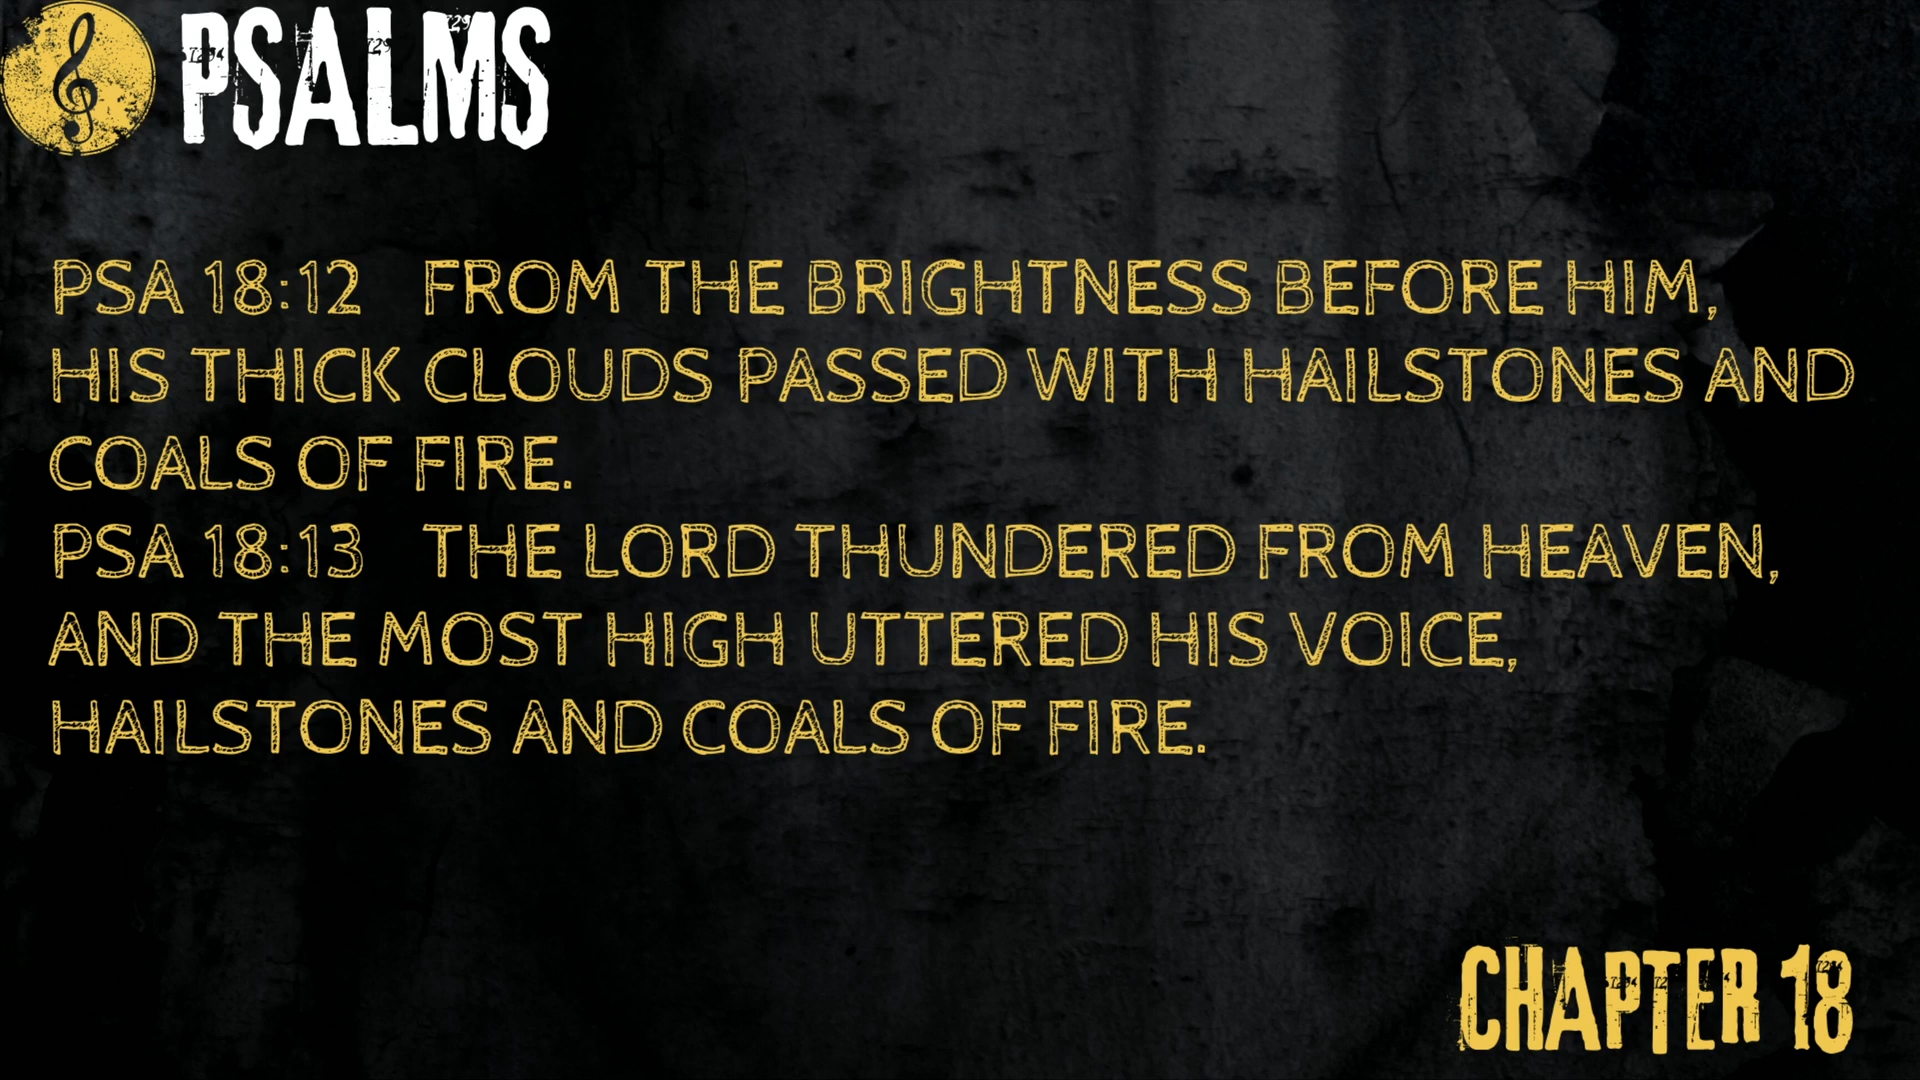 PSALMS
PSA 18:12 FROM THE BRIGHTNESS BEFORE HIM,
HIS THICK CLOUDS PASSED WITH HAILSTONES AND
COALS OF FIRE.
PSA 18:13 THE LORD THUNDERED FROM HEAVEN,
AND THE MOST HIGH UTTERED HIS VOICE,
HAILSTONES AND COALS OF FIRE.
CHAPTER 18